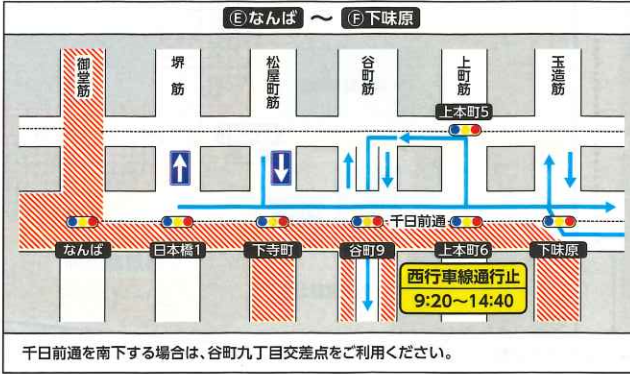 Ⓔなんば ～ Ⓕ下味原
御堂筋
堺筋
松屋町筋
谷町筋
上町筋
玉造筋
上本町5
千日前通
なんば
日本橋1
下寺町
谷町9
上本町6
下味原
西行車線通行止
9:20～14:40
千日前通を南下する場合は、谷町九丁目交差点をご利用ください。